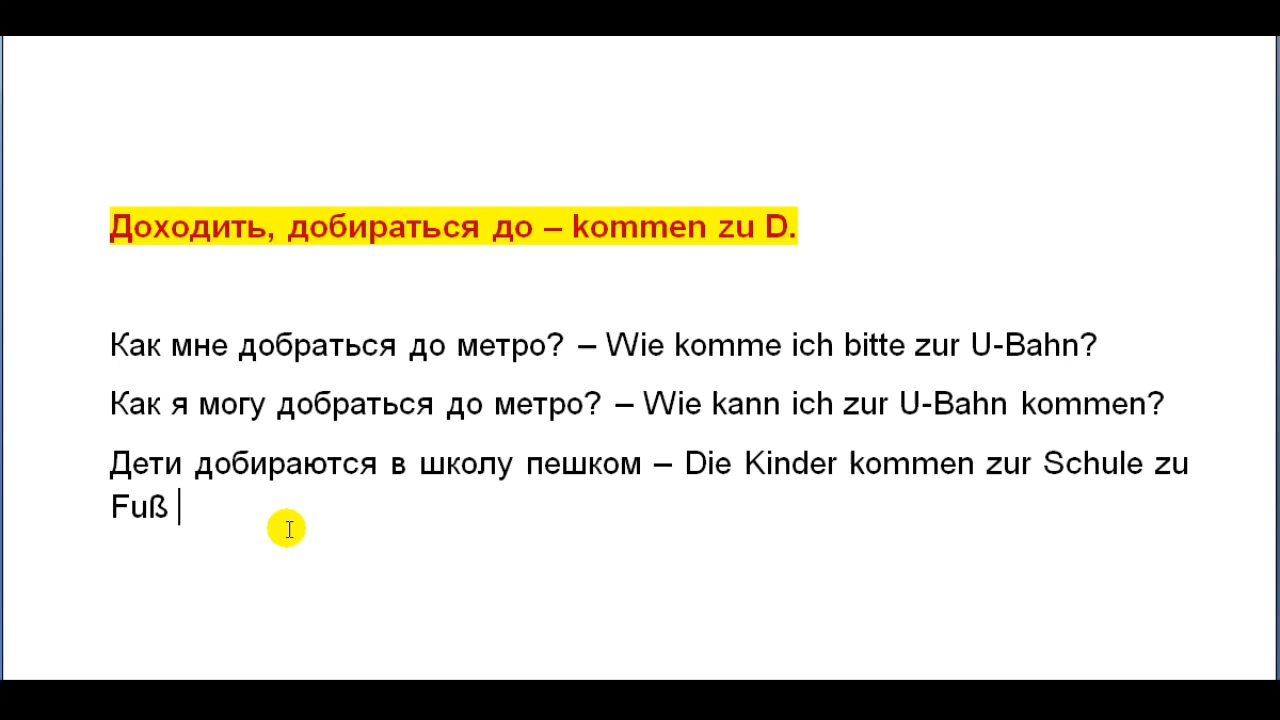 Доходить, добираться до – kommen zu D.
Как мне добраться до метро? – Wie komme ich bitte zur U-Bahn?
Как я могу добраться до метро? – Wie kann ich zur U-Bahn kommen?
Дети добираются в школу пешком – Die Kinder kommen zur Schule zu
Fuß